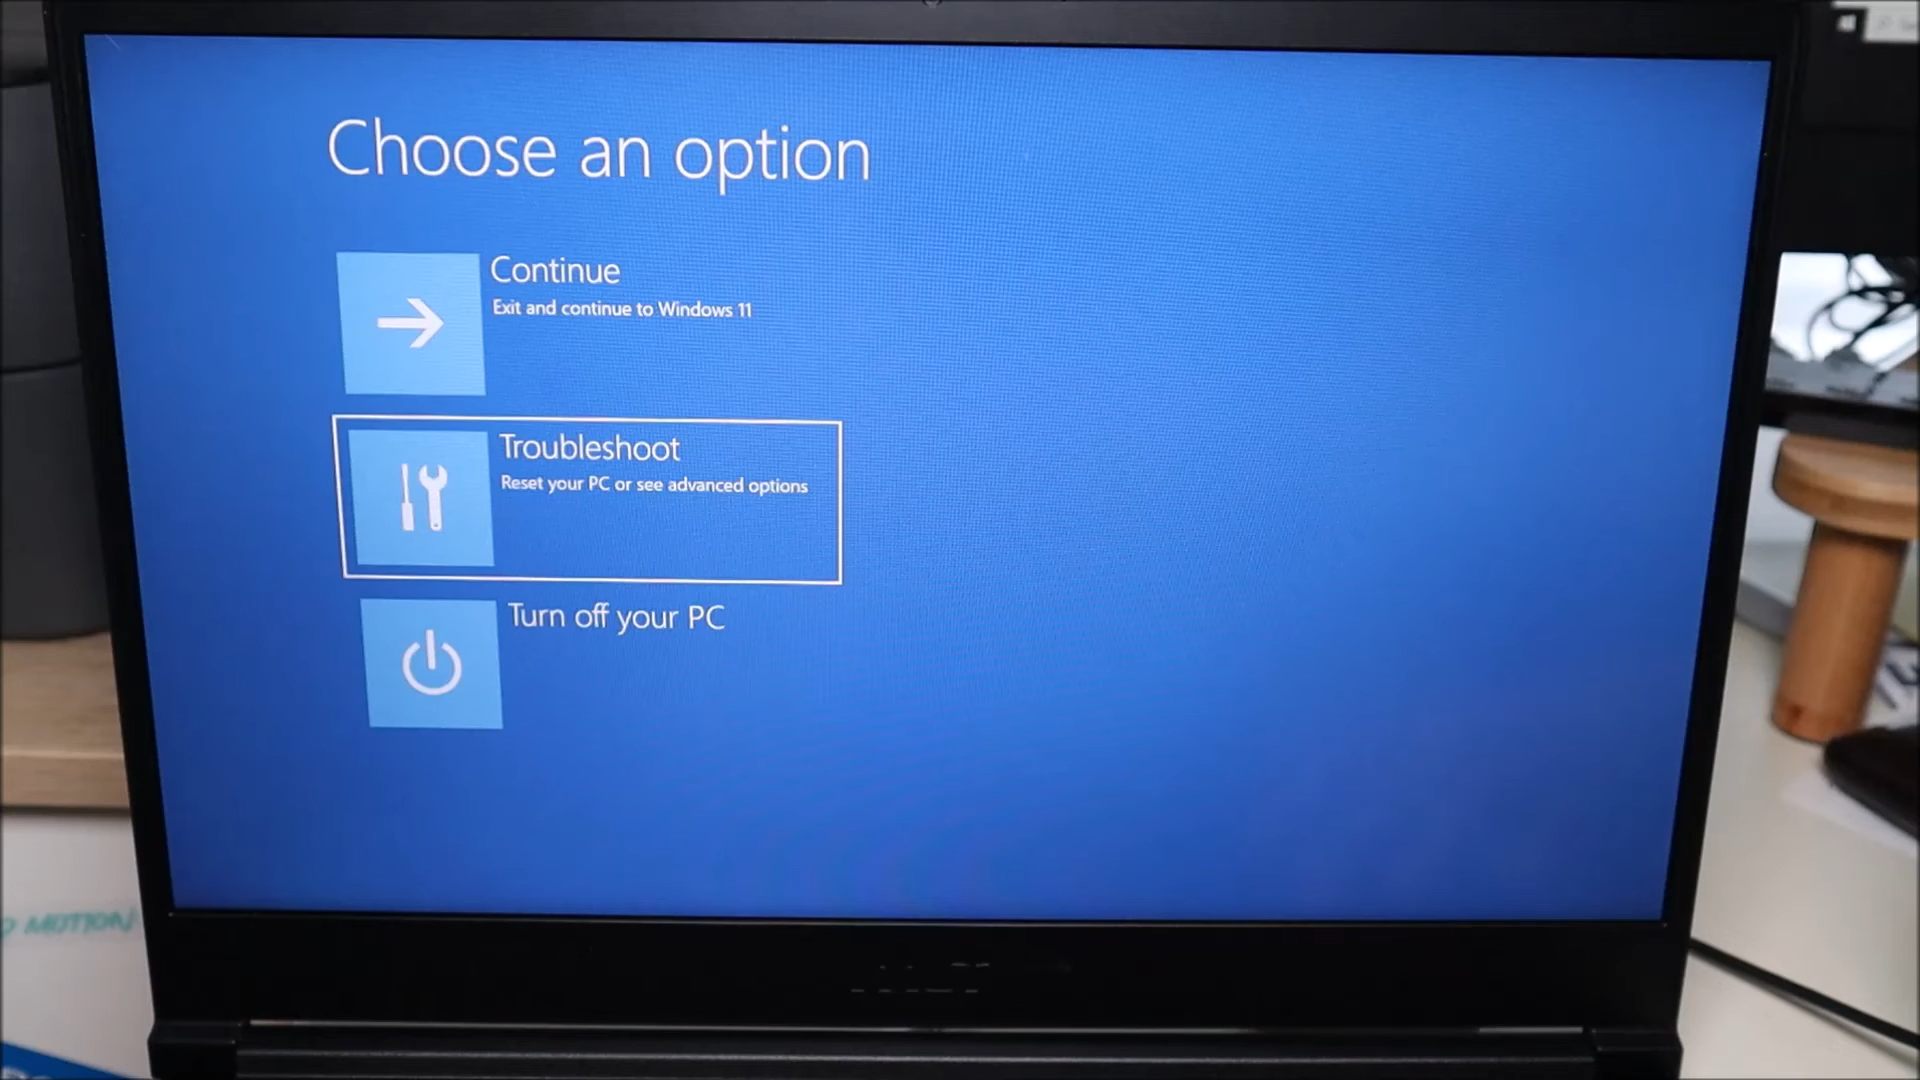 Choose an option
Continue
Exit and continue to Windows 11
Troubleshoot
Reset your PC or see advanced options
Turn off your PC
MOTION